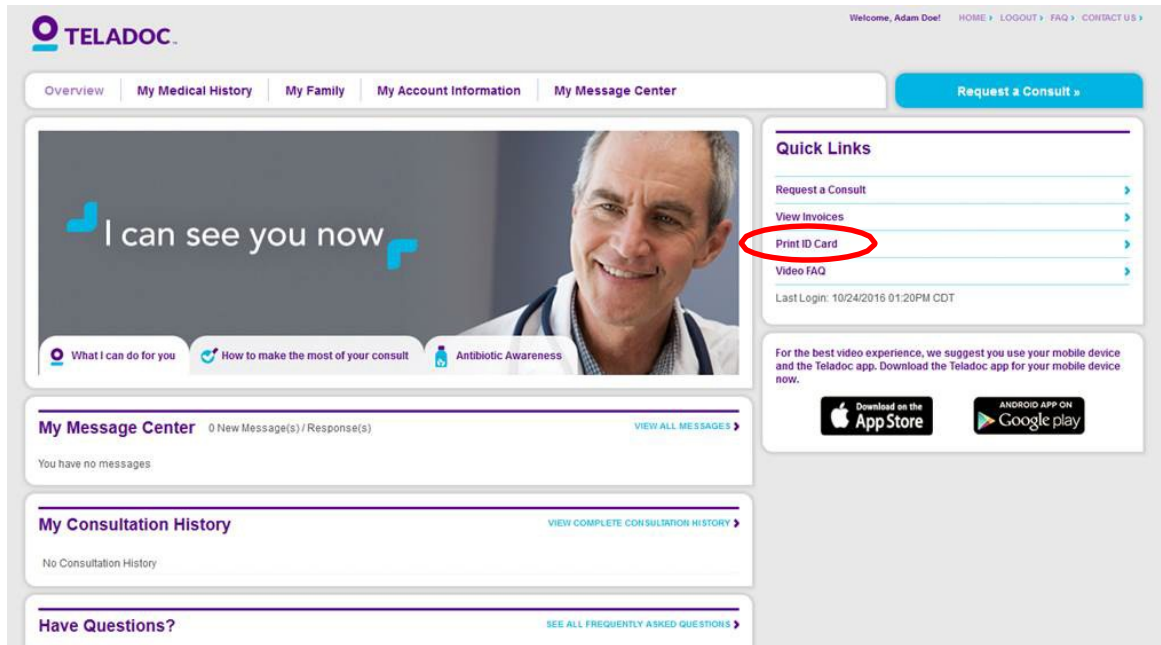 Welcome, Adam Doe! HOME › LOGOUT › FAQ › CONTACT US ›
TELADOC™
Overview
My Medical History
My Family
My Account Information
My Message Center
Request a Consult »
I can see you now
What I can do for you
How to make the most of your consult
Antibiotic Awareness
Quick Links
Request a Consult
View Invoices
Print ID Card
Video FAQ
Last Login: 10/24/2016 01:20PM CDT
For the best video experience, we suggest you use your mobile device
and the Teladoc app. Download the Teladoc app for your mobile device
now.
Download on the
App Store
ANDROID APP ON
Google play
My Message Center 0 New Message(s) / Response(s) VIEW ALL MESSAGES
You have no messages
My Consultation History VIEW COMPLETE CONSULTATION HISTORY
No Consultation History
Have Questions? SEE ALL FREQUENTLY ASKED QUESTIONS